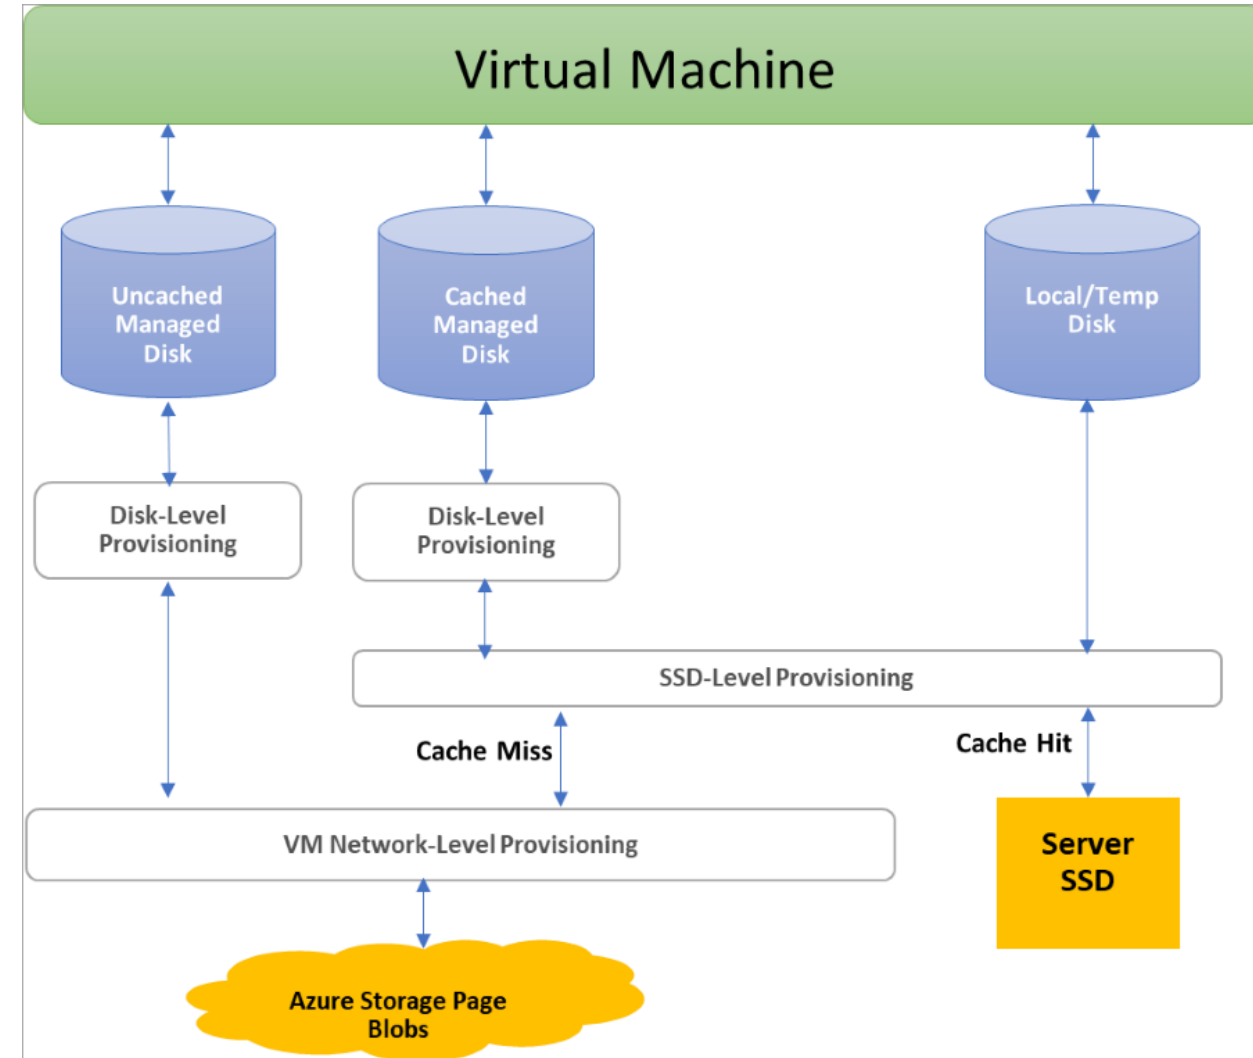 Virtual Machine
Uncached
Managed
Disk
Cached
Managed
Disk
Local/Temp
Disk
Disk-Level
Provisioning
Disk-Level
Provisioning
SSD-Level Provisioning
Cache Miss
Cache Hit
VM Network-Level Provisioning
Server
SSD
Azure Storage Page
Blobs